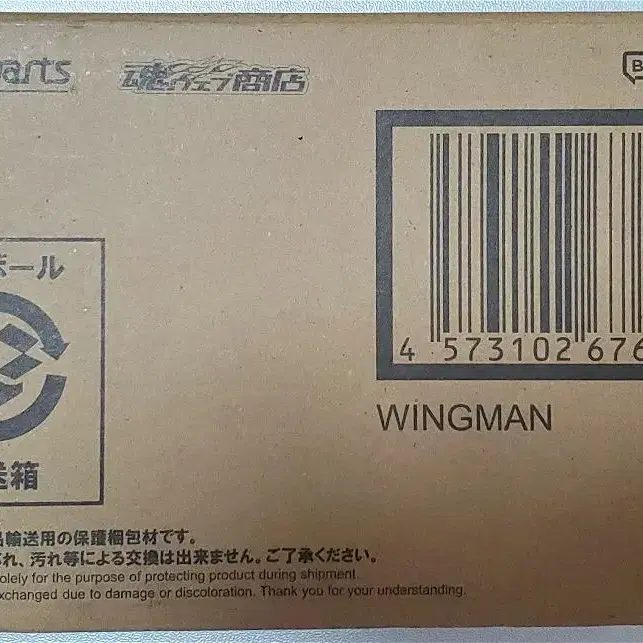 arts
魂ウェブ商店
B
4 573102 676
WINGMAN
ボール
箱
輸送用の保護梱包材です。
れ、汚れ等による交換は出来ません。ご了承ください。
olely for the purpose of protecting product during shipment.
xchanged due to damage or discoloration. Thank you for your understanding.